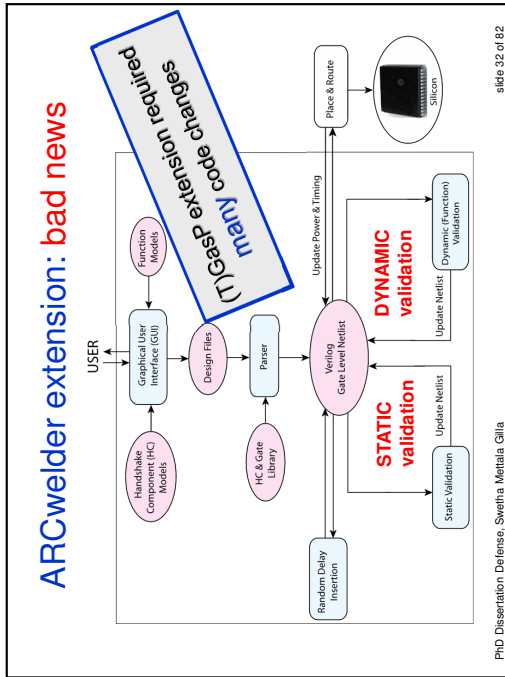 ARCwelder extension: bad news
(T)GasP extension required
many code changes
USER
Handshake
Component (HC)
Models
Graphical User
Interface (GUI)
Function
Models
Design Files
HC & Gate
Library
Parser
Random Delay
Insertion
Verilog
Gate Level Netlist
Update Power & Timing
Place & Route
Silicon
STATIC
validation
DYNAMIC
validation
Update Netlist
Update Netlist
Static Validation
Dynamic (Function)
Validation
PhD Dissertation Defense, Swetha Mettala Gilla
slide 32 of 82